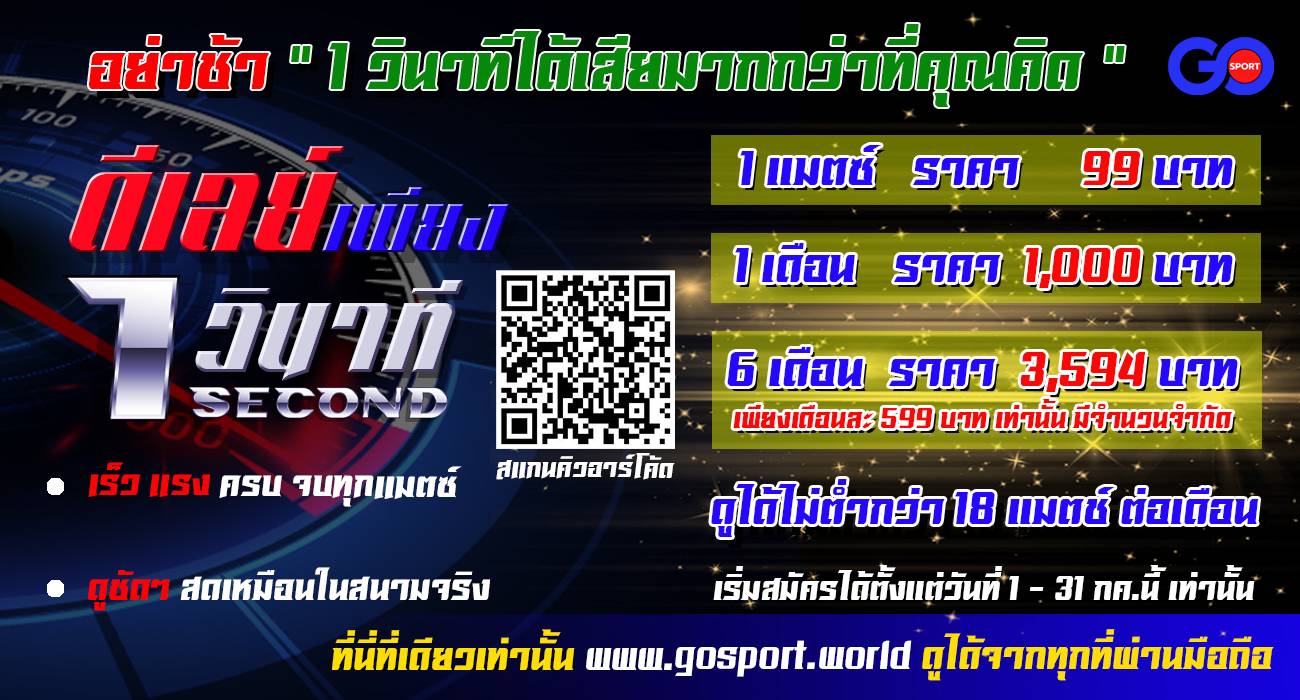 อย่าช้า " 1 วินาทีได้เสียมากกว่าที่คุณคิด "
GO SPORT
100
50
ดีเลย์เพียง
1 วินาที
SECOND
สแกนคิวอาร์โค้ด
• เร็ว แรง ครบ จบทุกแมตซ์
• ดูชัดๆ สดเหมือนในสนามจริง
1 แมตซ์ ราคา 99 บาท
1 เดือน ราคา 1,000 บาท
6 เดือน ราคา 3,594 บาท
เพียงเดือนละ 599 บาท เท่านั้น มีจำนวนจำกัด
ดูได้ไม่ต่ำกว่า 18 แมตช์ ต่อเดือน
เริ่มสมัครได้ตั้งแต่วันที่ 1 - 31 กค.นี้ เท่านั้น
ที่นี่ที่เดียวเท่านั้น www.gosport.world ดูได้จากทุกที่ผ่านมือถือ